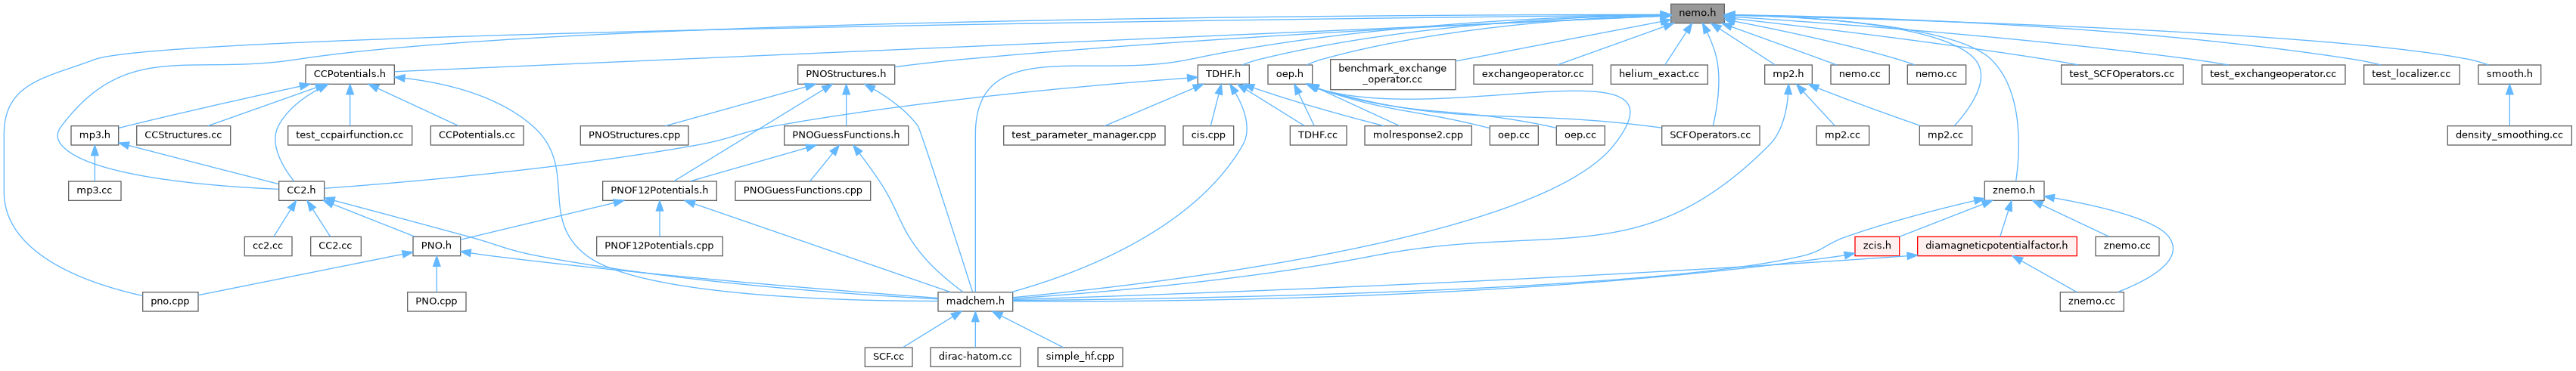 nemo.h
CCPotentials.h
PNOStructures.h
TDHF.h
oep.h
benchmark_exchange
_operator.cc
exchangeoperator.cc
helium_exact.cc
mp2.h
nemo.cc
nemo.cc
test_SCFOperators.cc
test_exchangeoperator.cc
test_localizer.cc
smooth.h
mp3.h
CCStructures.cc
test_ccpairfunction.cc
CCPotentials.cc
PNOStructures.cpp
PNOGuessFunctions.h
test_parameter_manager.cpp
cis.cpp
TDHF.cc
molresponse2.cpp
oep.cc
oep.cc
SCFOperators.cc
mp2.cc
mp2.cc
density_smoothing.cc
mp3.cc
CC2.h
PNOF12Potentials.h
PNOGuessFunctions.cpp
znemo.h
cc2.cc
CC2.cc
PNO.h
PNOF12Potentials.cpp
zcis.h
diamagneticpotentialfactor.h
znemo.cc
pno.cpp
PNO.cpp
madchem.h
znemo.cc
SCF.cc
dirac-hatom.cc
simple_hf.cpp